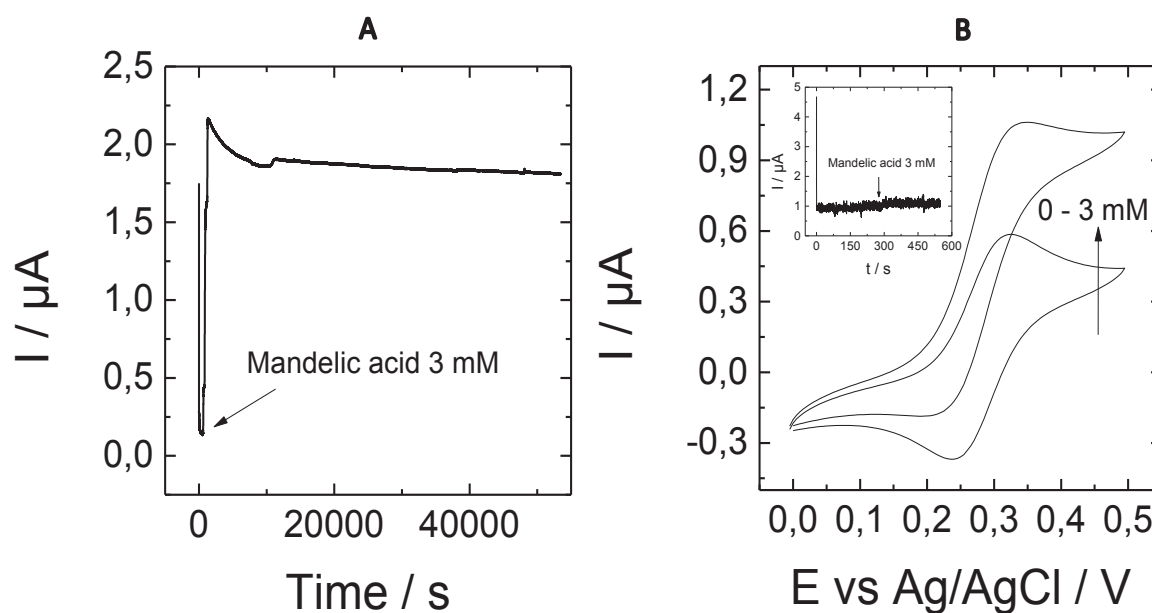 A
2,5
2,0
1,5
1,0
0,5
0,0
I / µA
Mandelic acid 3 mM
0 20000 40000
Time / s
B
1,2
0,9
0,6
0,3
0,0
-0,3
I / µA
5
4
3
2
1
0
I / µA
Mandelic acid 3 mM
0 150 300 450 600
t / s
0 - 3 mM
0,0 0,1 0,2 0,3 0,4 0,5
E vs Ag/AgCl / V